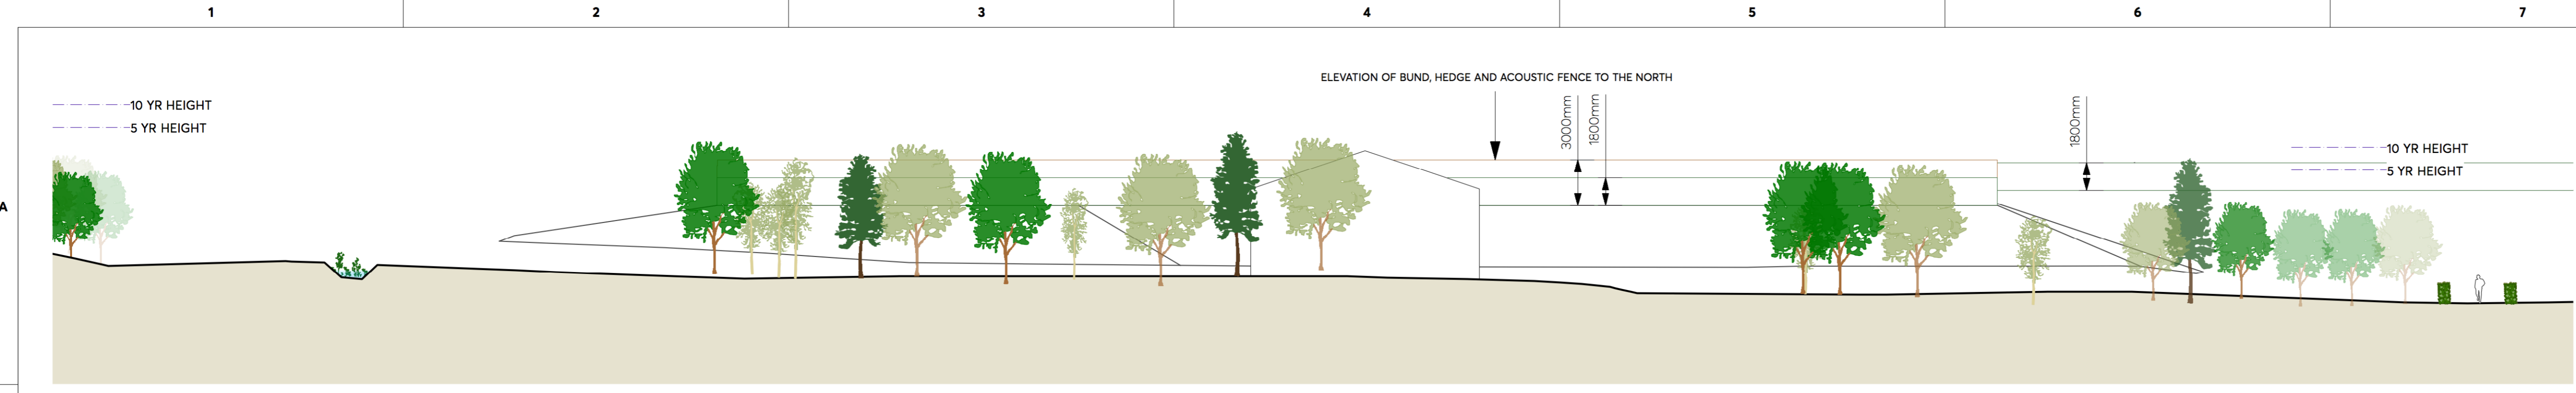 1 2 3 4 5 6 7
ELEVATION OF BUND, HEDGE AND ACOUSTIC FENCE TO THE NORTH
10 YR HEIGHT
5 YR HEIGHT
3000mm
1800mm
1800mm
10 YR HEIGHT
5 YR HEIGHT
A